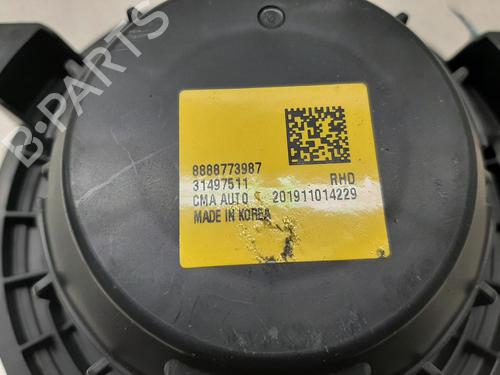 B-PARTS
8888773987
31497511 RHD
CMA AUTO 201911014229
MADE IN KOREA